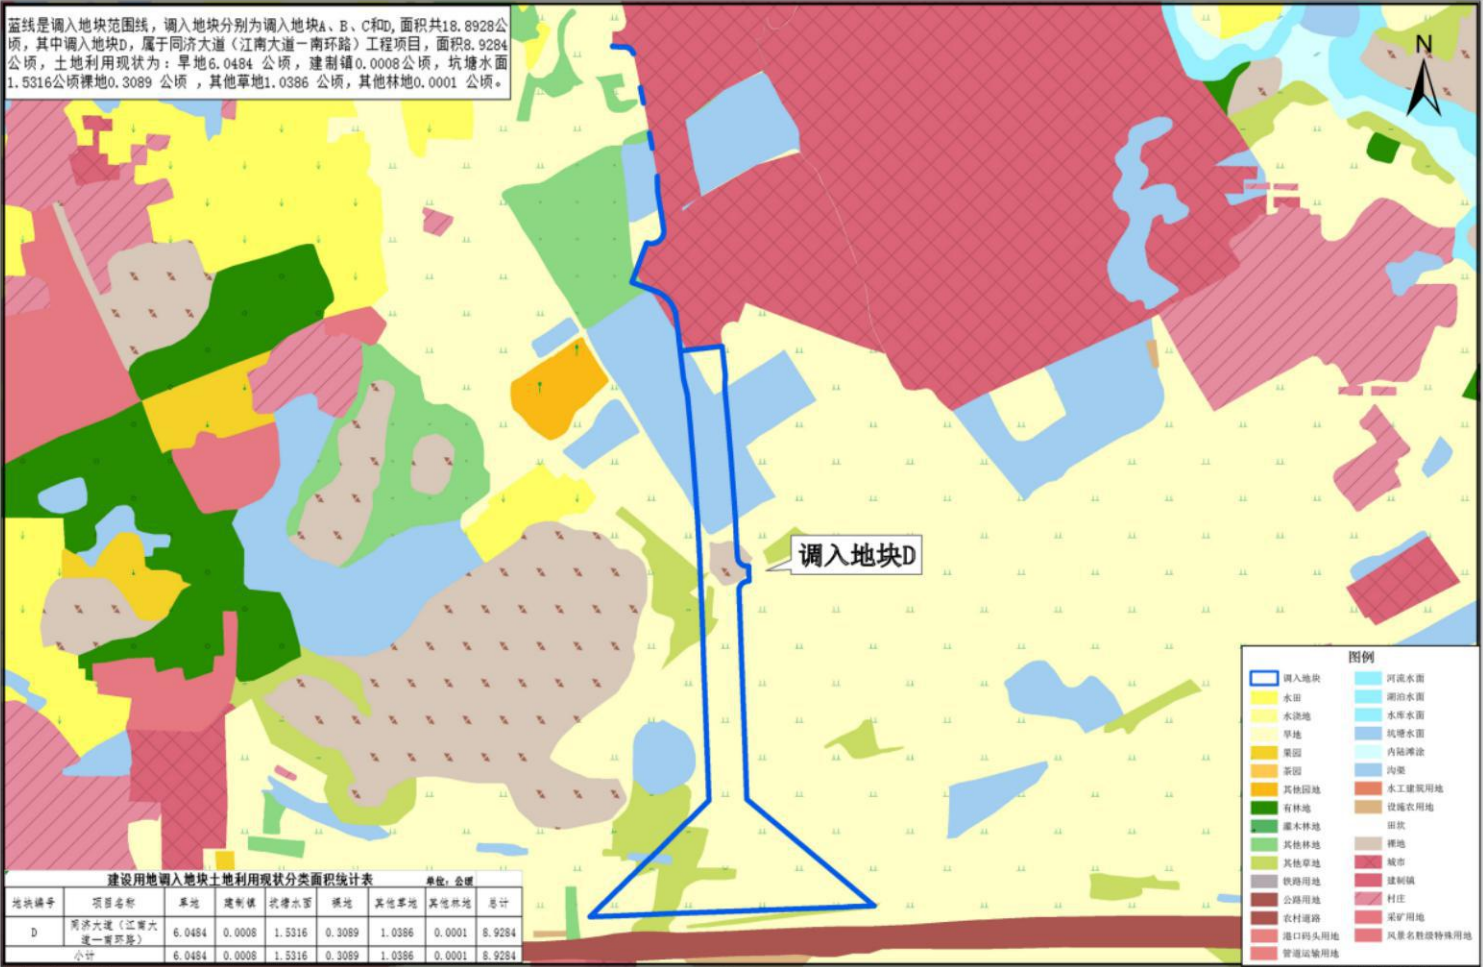 蓝线是调入地块范围线，调入地块分别为调入地块A、B、C和D,面积共18.8928公
顷，其中调入地块D，属于同济大道（江南大道一南环路）工程项目，面积8.9284
公顷，土地利用现状为：旱地6.0484 公顷，建制镇0.0008公顷，坑塘水面
1.5316公顷裸地0.3089 公顷 ，其他草地1.0386 公顷，其他林地0.0001 公顷。
N
调入地块D
图例
调入地块
水田
水浇地
旱地
果园
茶园
其他园地
有林地
灌木林地
其他林地
其他草地
铁路用地
公路用地
农村道路
港口码头用地
管道运输用地
河流水面
湖泊水面
水库水面
坑塘水面
内陆滩涂
沟渠
水工建筑用地
设施农用地
田坎
裸地
城市
建制镇
村庄
采矿用地
风景名胜级特殊用地
建设用地调入地块土地利用现状分类面积统计表 单位：公顷
地块编号 项目名称 旱地 建制镇 坑塘水面 裸地 其他草地 其他林地 总计
D 同济大道（江南大道一南环路） 6.0484 0.0008 1.5316 0.3089 1.0386 0.0001 8.9284
小计 6.0484 0.0008 1.5316 0.3089 1.0386 0.0001 8.9284